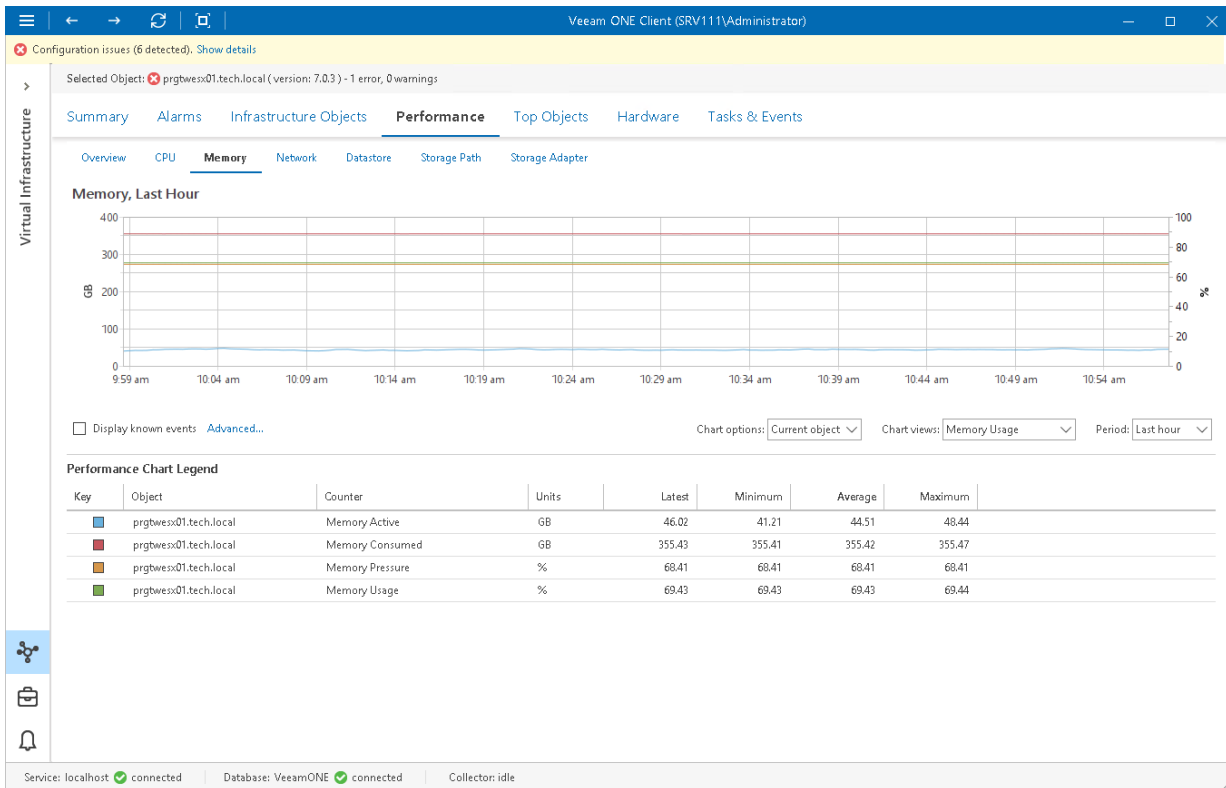 Veeam ONE Client (SRV111\Administrator)
Configuration issues (6 detected). Show details
Virtual Infrastructure
Selected Object: prgtwesx01.tech.local ( version: 7.0.3 ) - 1 error, 0 warnings
Summary Alarms Infrastructure Objects Performance Top Objects Hardware Tasks & Events
Overview CPU Memory Network Datastore Storage Path Storage Adapter
Memory, Last Hour
400 100
80
300
60
GB 200 %
40
100
20
0 0
9:59 am 10:04 am 10:09 am 10:14 am 10:19 am 10:24 am 10:29 am 10:34 am 10:39 am 10:44 am 10:49 am 10:54 am
Display known events Advanced... Chart options: Current object Chart views: Memory Usage Period: Last hour
Performance Chart Legend
Key Object Counter Units Latest Minimum Average Maximum
prgtwesx01.tech.local Memory Active GB 46.02 41.21 44.51 48.44
prgtwesx01.tech.local Memory Consumed GB 355.43 355.41 355.42 355.47
prgtwesx01.tech.local Memory Pressure % 68.41 68.41 68.41 68.41
prgtwesx01.tech.local Memory Usage % 69.43 69.43 69.43 69.44
Service: localhost connected Database: VeeamONE connected Collector: idle